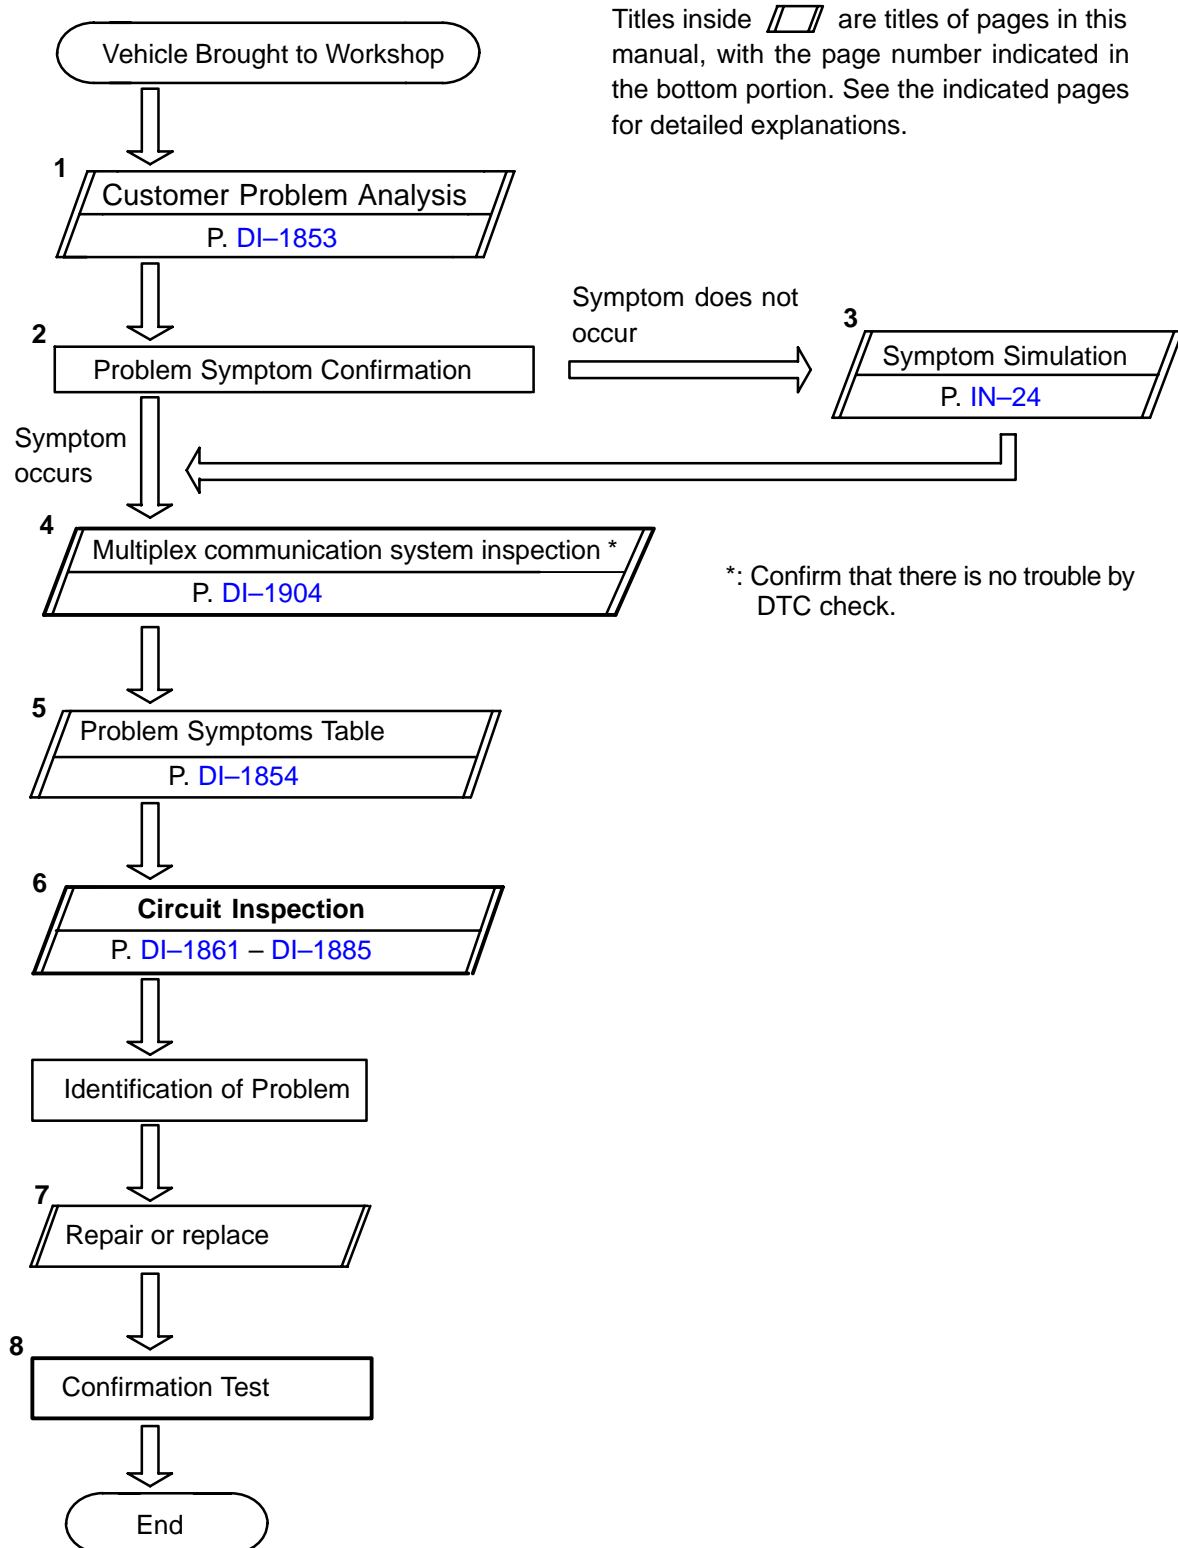 Vehicle Brought to Workshop
Titles inside are titles of pages in this
manual, with the page number indicated in
the bottom portion. See the indicated pages
for detailed explanations.
1
Customer Problem Analysis
P. DI–1853
2
Problem Symptom Confirmation
Symptom does not
occur
3
Symptom Simulation
P. IN–24
Symptom
occurs
4
Multiplex communication system inspection *
P. DI–1904
*: Confirm that there is no trouble by
DTC check.
5
Problem Symptoms Table
P. DI–1854
6
Circuit Inspection
P. DI–1861 – DI–1885
Identification of Problem
7
Repair or replace
8
Confirmation Test
End